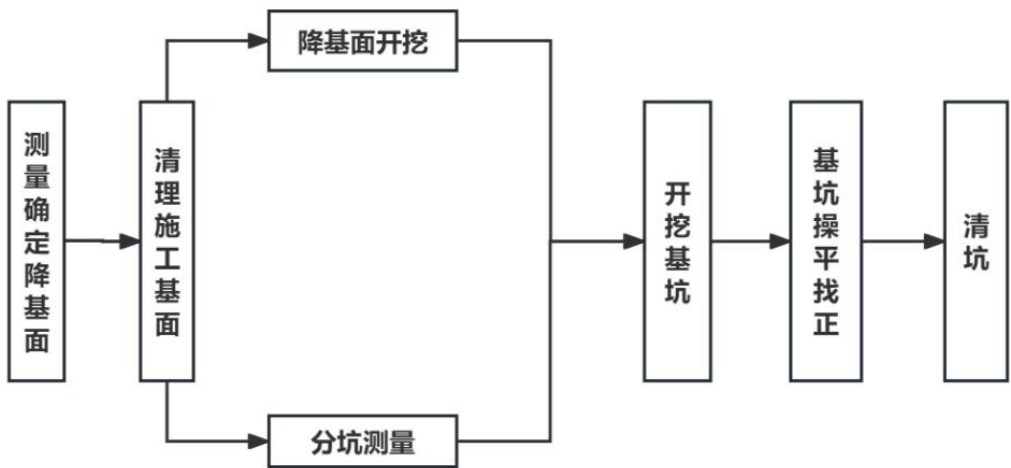 测量确定降基面
清理施工基面
降基面开挖
分坑测量
开挖基坑
基坑操平找正
清坑